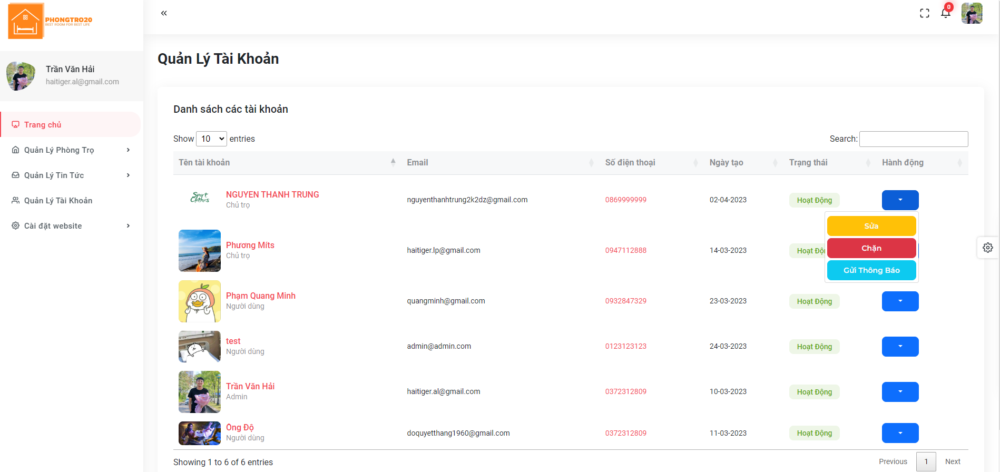 PHONGTRO20
BEST ROOM FOR BEST LIFE
0
Trần Văn Hải
haitiger.al@gmail.com
Trang chủ
Quản Lý Phòng Trọ
Quản Lý Tin Tức
Quản Lý Tài Khoản
Cài đặt website
Quản Lý Tài Khoản
Danh sách các tài khoản
Show 10 entries
Search:
Tên tài khoản Email Số điện thoại Ngày tạo Trạng thái Hành động
Sport
Clothes
NGUYEN THANH TRUNG
Chủ trọ
nguyenthanhtrung2k2dz@gmail.com 0869999999 02-04-2023 Hoạt Động
Sửa
Chặn
Gửi Thông Báo
Phương Míts
Chủ trọ
haitiger.lp@gmail.com 0947112888 14-03-2023 Hoạt
Phạm Quang Minh
Người dùng
quangminh@gmail.com 0932847329 23-03-2023 Hoạt Động
test
Người dùng
admin@admin.com 0123123123 24-03-2023 Hoạt Động
Trần Văn Hải
Admin
haitiger.al@gmail.com 0372312809 10-03-2023 Hoạt Động
Ông Độ
Người dùng
doquyetthang1960@gmail.com 0372312809 11-03-2023 Hoạt Động
Showing 1 to 6 of 6 entries
Previous 1 Next